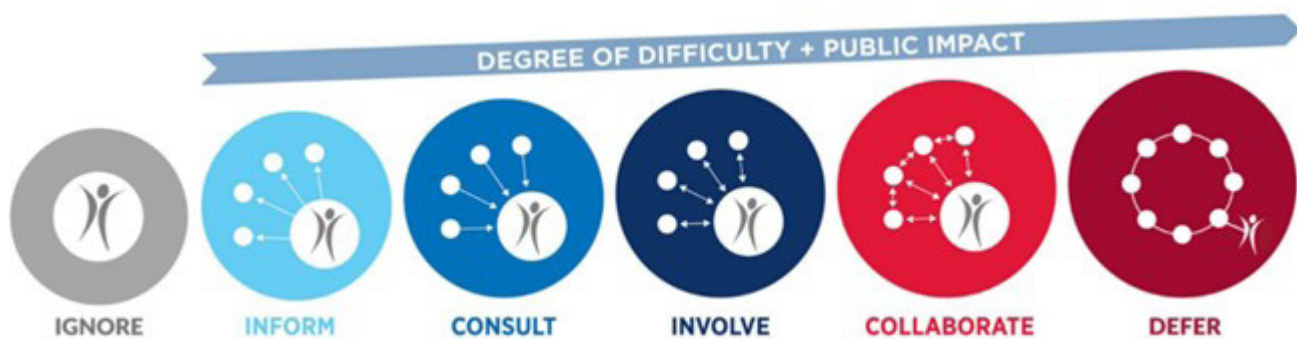 DEGREE OF DIFFICULTY + PUBLIC IMPACT
IGNORE
INFORM
CONSULT
INVOLVE
COLLABORATE
DEFER